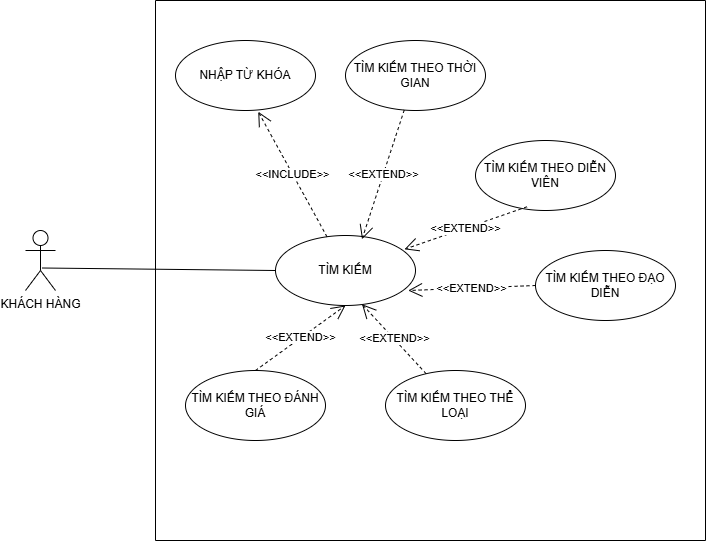 NHẬP TỪ KHÓA
TÌM KIẾM THEO THỜI
GIAN
<<INCLUDE>>
<<EXTEND>>
TÌM KIẾM THEO DIỄN
VIÊN
<<EXTEND>>
TÌM KIẾM
TÌM KIẾM THEO ĐẠO
DIỄN
<<EXTEND>>
KHÁCH HÀNG
<<EXTEND>>
<<EXTEND>>
TÌM KIẾM THEO ĐÁNH
GIÁ
TÌM KIẾM THEO THỂ
LOẠI